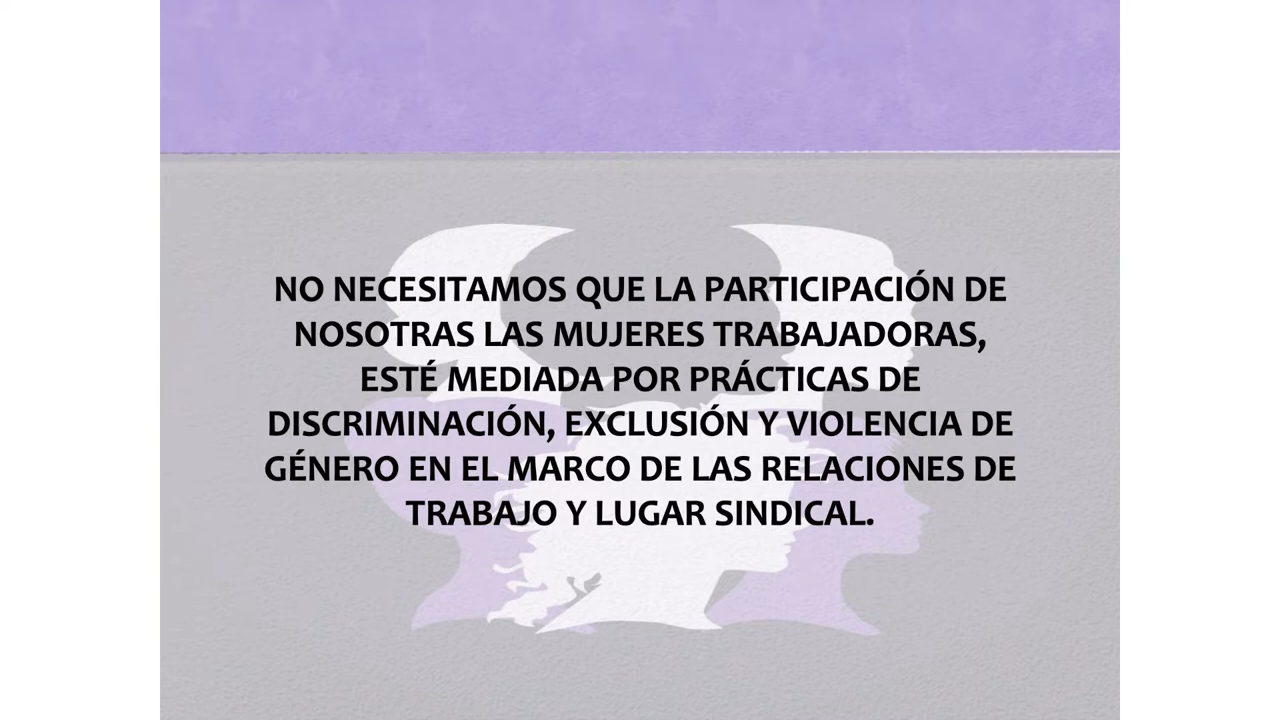 NO NECESITAMOS QUE LA PARTICIPACIÓN DE
NOSOTRAS LAS MUJERES TRABAJADORAS,
ESTÉ MEDIADA POR PRÁCTICAS DE
DISCRIMINACIÓN, EXCLUSIÓN Y VIOLENCIA DE
GÉNERO EN EL MARCO DE LAS RELACIONES DE
TRABAJO Y LUGAR SINDICAL.